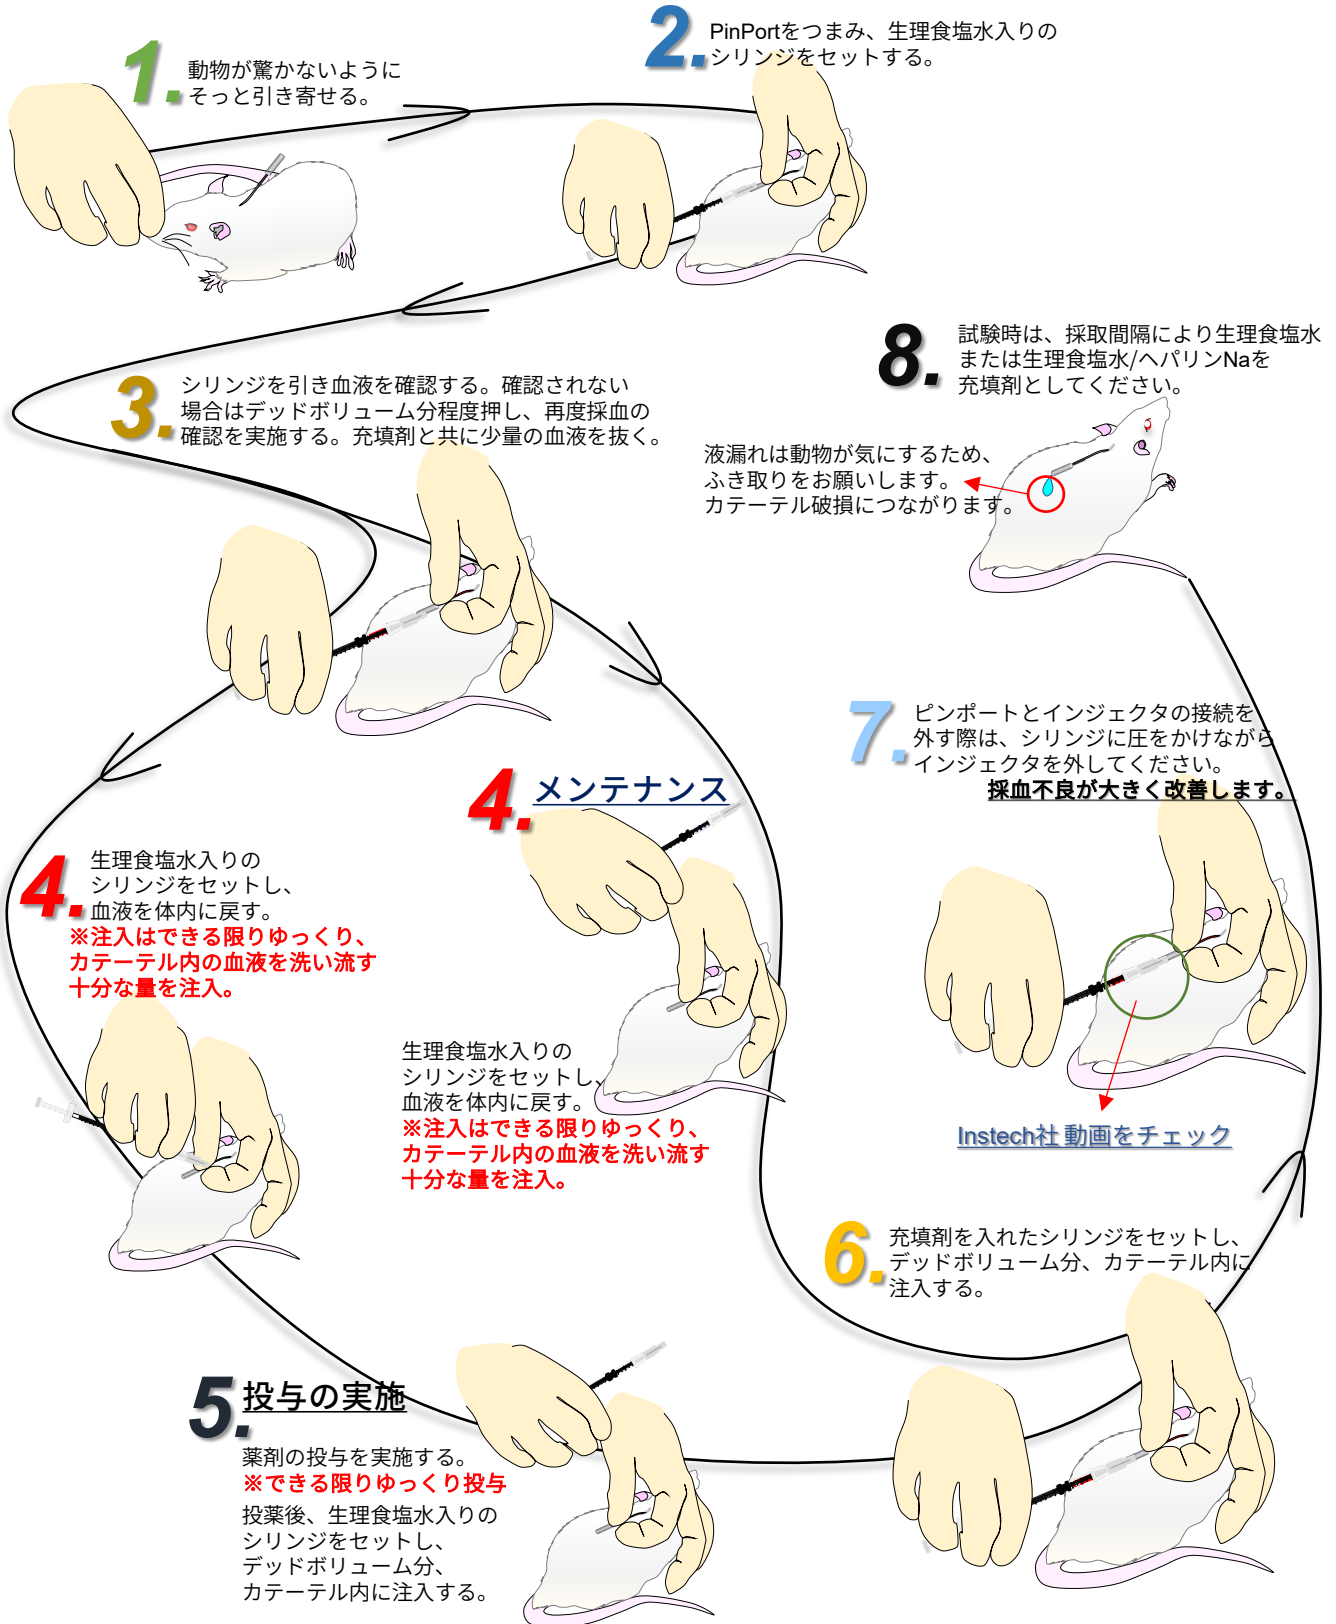 1.
動物が驚かないように
そっと引き寄せる。
2.
PinPortをつまみ、生理食塩水入りの
シリンジをセットする。
3.
シリンジを引き血液を確認する。確認されない
場合はデッドボリューム分程度押し、再度採血の
確認を実施する。充填剤と共に少量の血液を抜く。
4.
生理食塩水入りの
シリンジをセットし、
血液を体内に戻す。
※注入はできる限りゆっくり、
カテーテル内の血液を洗い流す
十分な量を注入。
4.
メンテナンス
生理食塩水入りの
シリンジをセットし、
血液を体内に戻す。
※注入はできる限りゆっくり、
カテーテル内の血液を洗い流す
十分な量を注入。
5.
投与の実施
薬剤の投与を実施する。
※できる限りゆっくり投与
投薬後、生理食塩水入りの
シリンジをセットし、
デッドボリューム分、
カテーテル内に注入する。
6.
充填剤を入れたシリンジをセットし、
デッドボリューム分、カテーテル内に
注入する。
7.
ピンポートとインジェクタの接続を
外す際は、シリンジに圧をかけながら
インジェクタを外してください。
採血不良が大きく改善します。
Instech社 動画をチェック
8.
試験時は、採取間隔により生理食塩水
または生理食塩水/ヘパリンNaを
充填剤としてください。
液漏れは動物が気にするため、
ふき取りをお願いします。
カテーテル破損につながります。